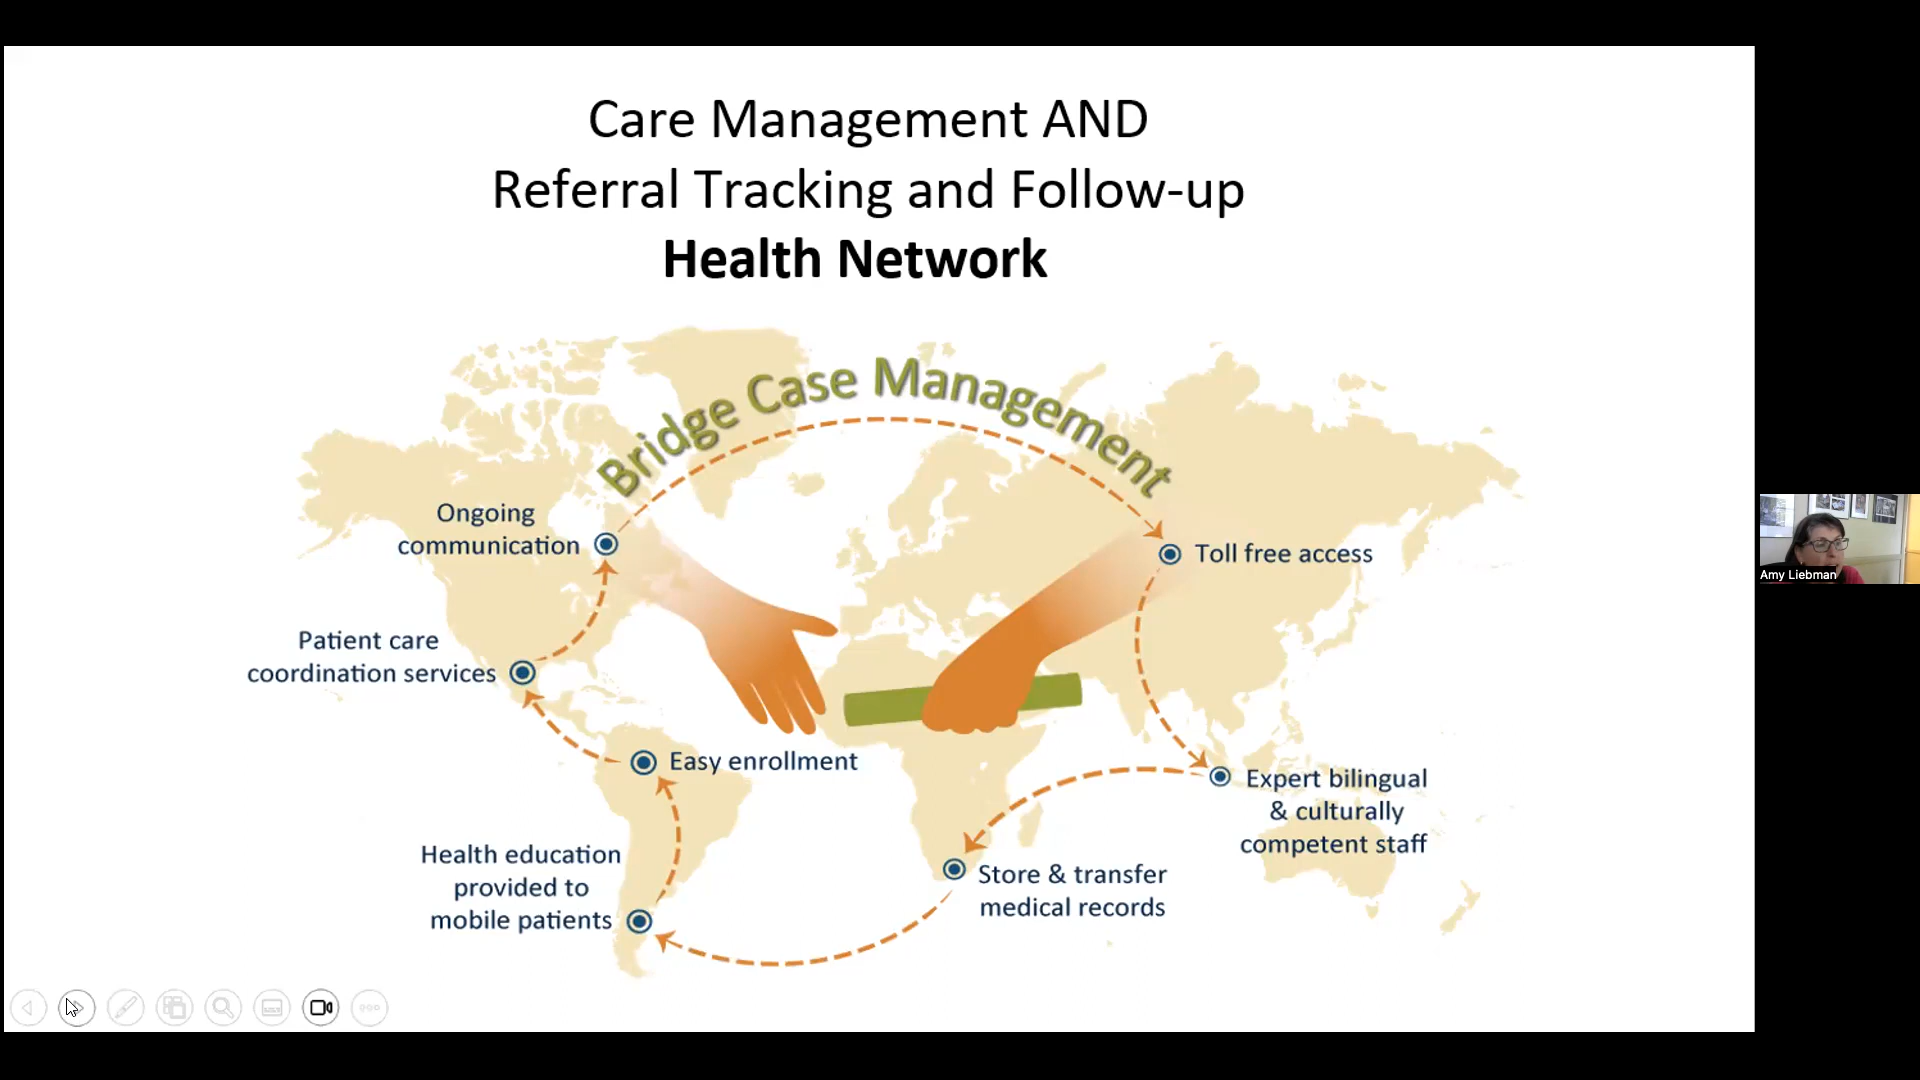 Care Management AND
Referral Tracking and Follow-up
Health Network
Bridge Case Management
Ongoing
communication
Toll free access
Patient care
coordination services
Easy enrollment
Expert bilingual
& culturally
competent staff
Health education
provided to
mobile patients
Store & transfer
medical records
Amy Liebman